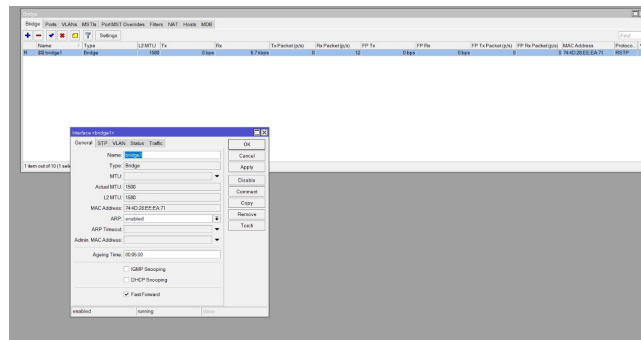 Bridge
Bridge Ports VLANs MSTIs Port MST Overrides Filters NAT Hosts MDB
Settings Find
Name Type L2 MTU Tx Rx Tx Packet (p/s) Rx Packet (p/s) FP Tx FP Rx FP Tx Packet (p/s) FP Rx Packet (p/s) MAC Address Protoco...
R bridge1 Bridge 1580 0 bps 6.7 kbps 0 12 0 bps 0 bps 0 0 74:4D:28:EE:EA:71 RSTP
1 item out of 10 (1 sele
Interface <bridge1>
General STP VLAN Status Traffic
Name: bridge1
Type: Bridge
MTU:
Actual MTU: 1500
L2 MTU: 1580
MAC Address: 74:4D:28:EE:EA:71
ARP: enabled
ARP Timeout:
Admin. MAC Address:
Ageing Time: 00:05:00
IGMP Snooping
DHCP Snooping
Fast Forward
OK
Cancel
Apply
Disable
Comment
Copy
Remove
Torch
enabled running slave